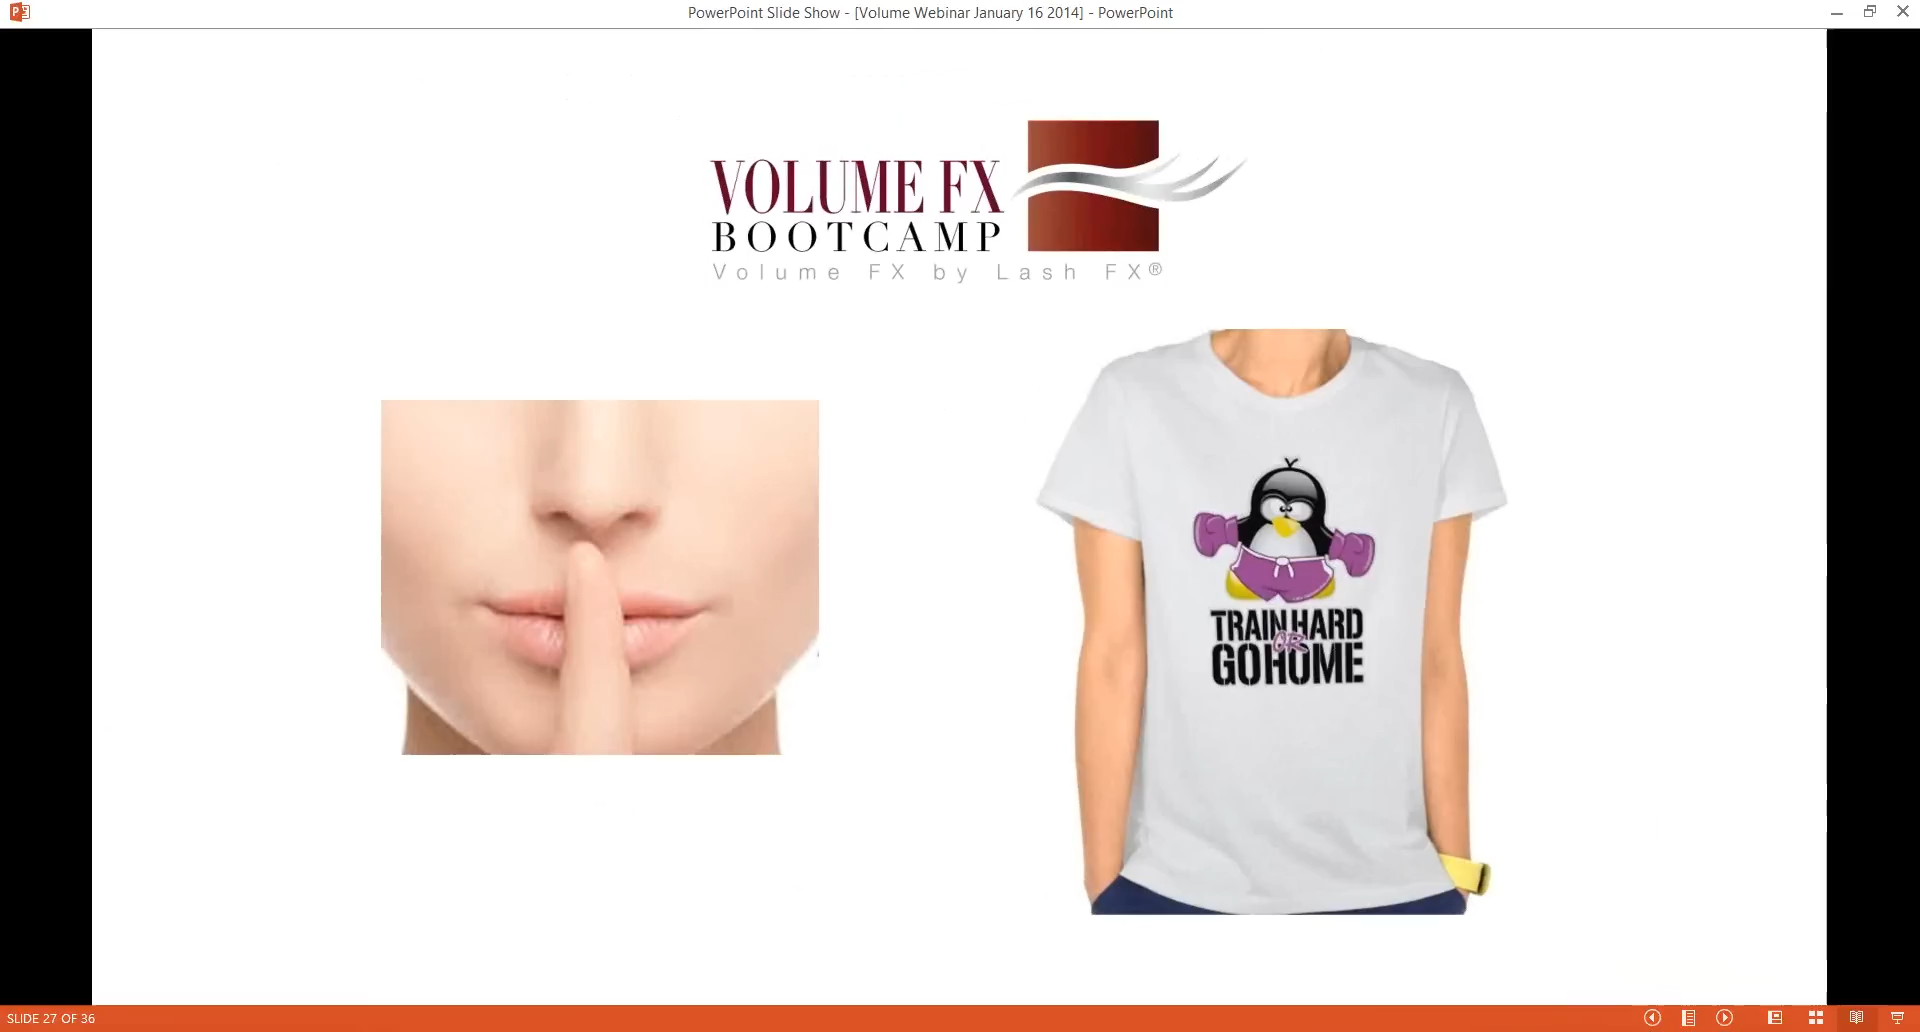 PowerPoint Slide Show - [Volume Webinar January 16 2014] - PowerPoint
VOLUME FX
BOOTCAMP
Volume FX by Lash FX®
TRAIN HARD
OR
GO HOME
SLIDE 27 OF 36